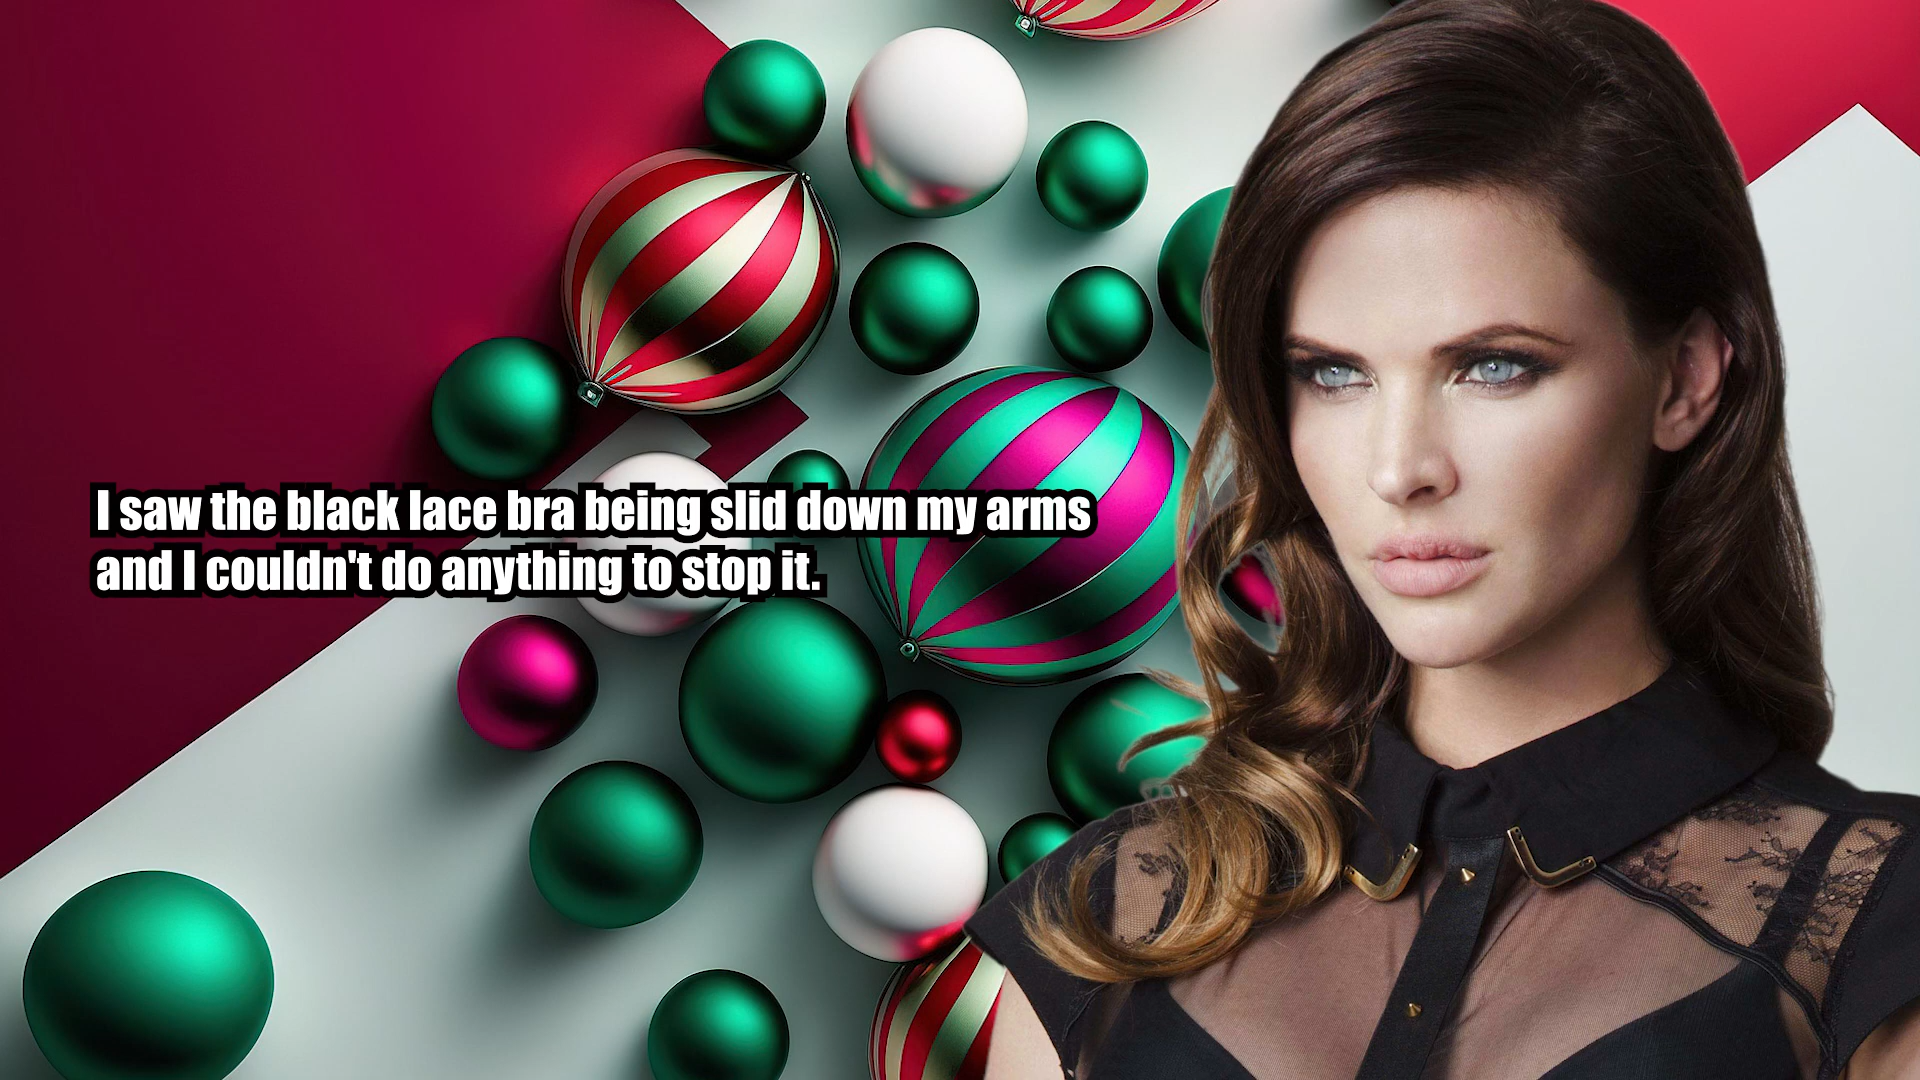 I saw the black lace bra being slid down my arms
and I couldn't do anything to stop it.